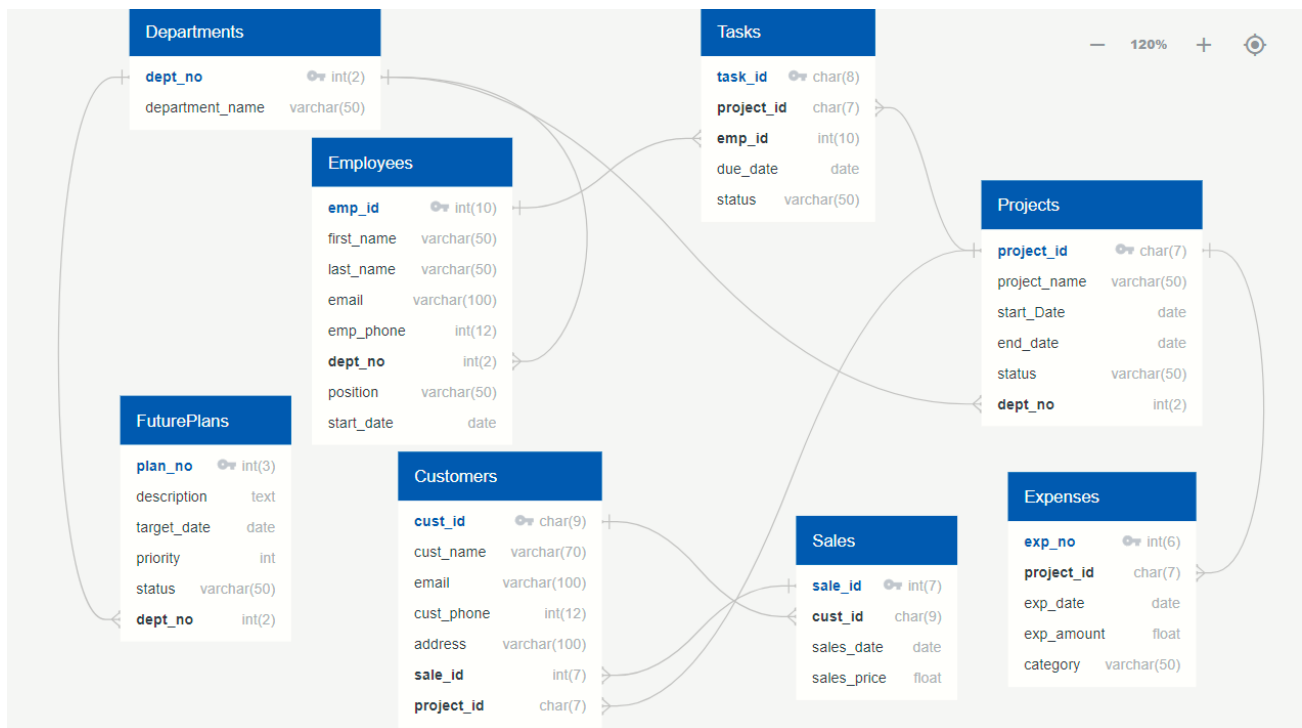 Departments
dept_no int(2)
department_name varchar(50)
Tasks
task_id char(8)
project_id char(7)
emp_id int(10)
due_date date
status varchar(50)
120%
Employees
emp_id int(10)
first_name varchar(50)
last_name varchar(50)
email varchar(100)
emp_phone int(12)
dept_no int(2)
position varchar(50)
start_date date
Projects
project_id char(7)
project_name varchar(50)
start_Date date
end_date date
status varchar(50)
dept_no int(2)
FuturePlans
plan_no int(3)
description text
target_date date
priority int
status varchar(50)
dept_no int(2)
Customers
cust_id char(9)
cust_name varchar(70)
email varchar(100)
cust_phone int(12)
address varchar(100)
sale_id int(7)
project_id char(7)
Sales
sale_id int(7)
cust_id char(9)
sales_date date
sales_price float
Expenses
exp_no int(6)
project_id char(7)
exp_date date
exp_amount float
category varchar(50)